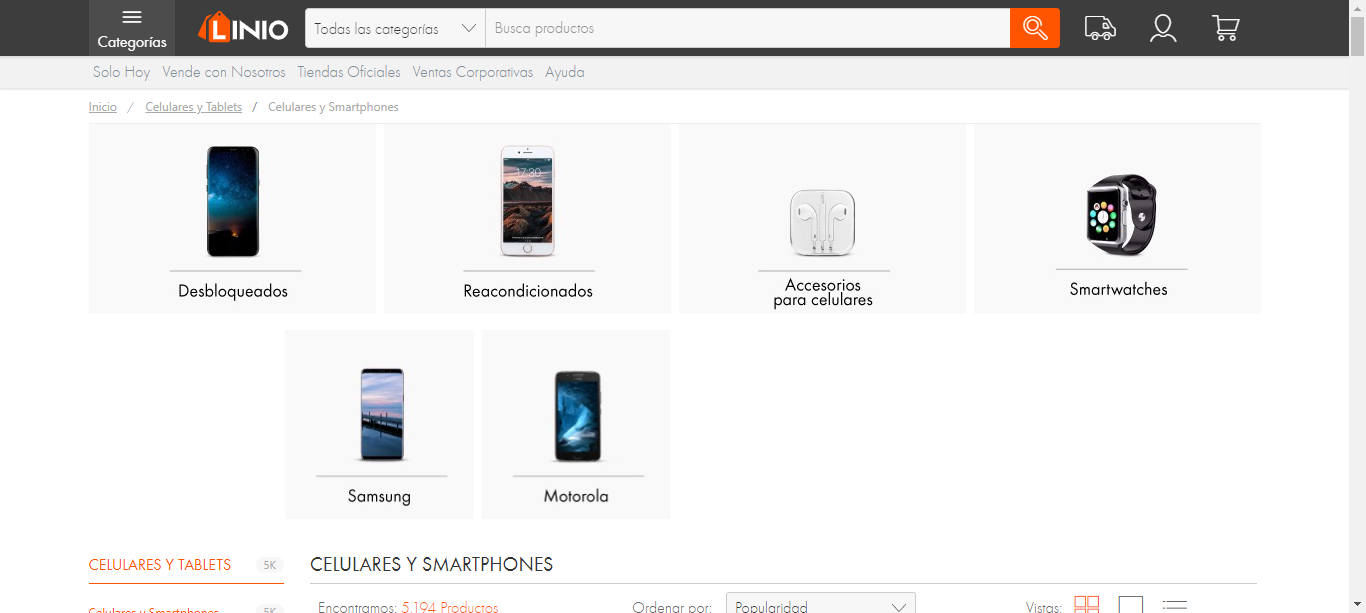 Categorías
LINIO
Todas las categorías
Busca productos
Solo Hoy Vende con Nosotros Tiendas Oficiales Ventas Corporativas Ayuda
Inicio / Celulares y Tablets / Celulares y Smartphones
17:30
Desbloqueados
Reacondicionados
Accesorios
para celulares
Smartwatches
Samsung
Motorola
CELULARES Y TABLETS 5K
CELULARES Y SMARTPHONES
Celulares y Smartphones 5K
Encontramos: 5.194 Productos
Ordenar por: Popularidad
Vistas: